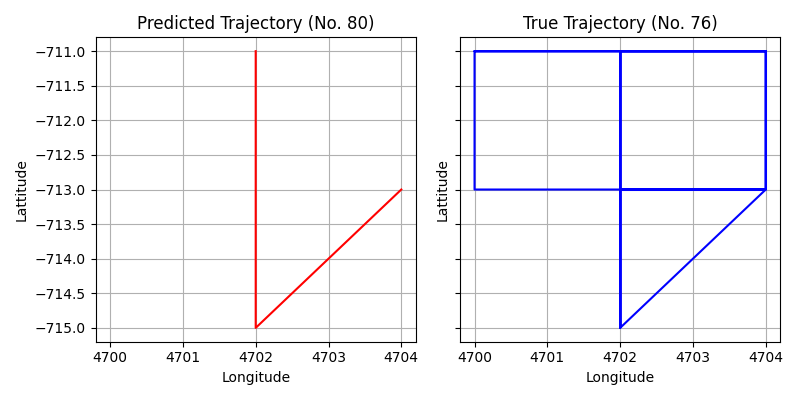 Predicted Trajectory (No. 80)
True Trajectory (No. 76)
Lattitude
−711.0
−711.5
−712.0
−712.5
−713.0
−713.5
−714.0
−714.5
−715.0
4700 4701 4702 4703 4704
Longitude
Lattitude
4700 4701 4702 4703 4704
Longitude